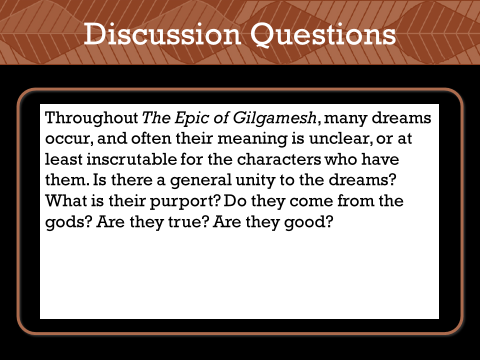 Discussion Questions
Throughout The Epic of Gilgamesh, many dreams
occur, and often their meaning is unclear, or at
least inscrutable for the characters who have
them. Is there a general unity to the dreams?
What is their purport? Do they come from the
gods? Are they true? Are they good?